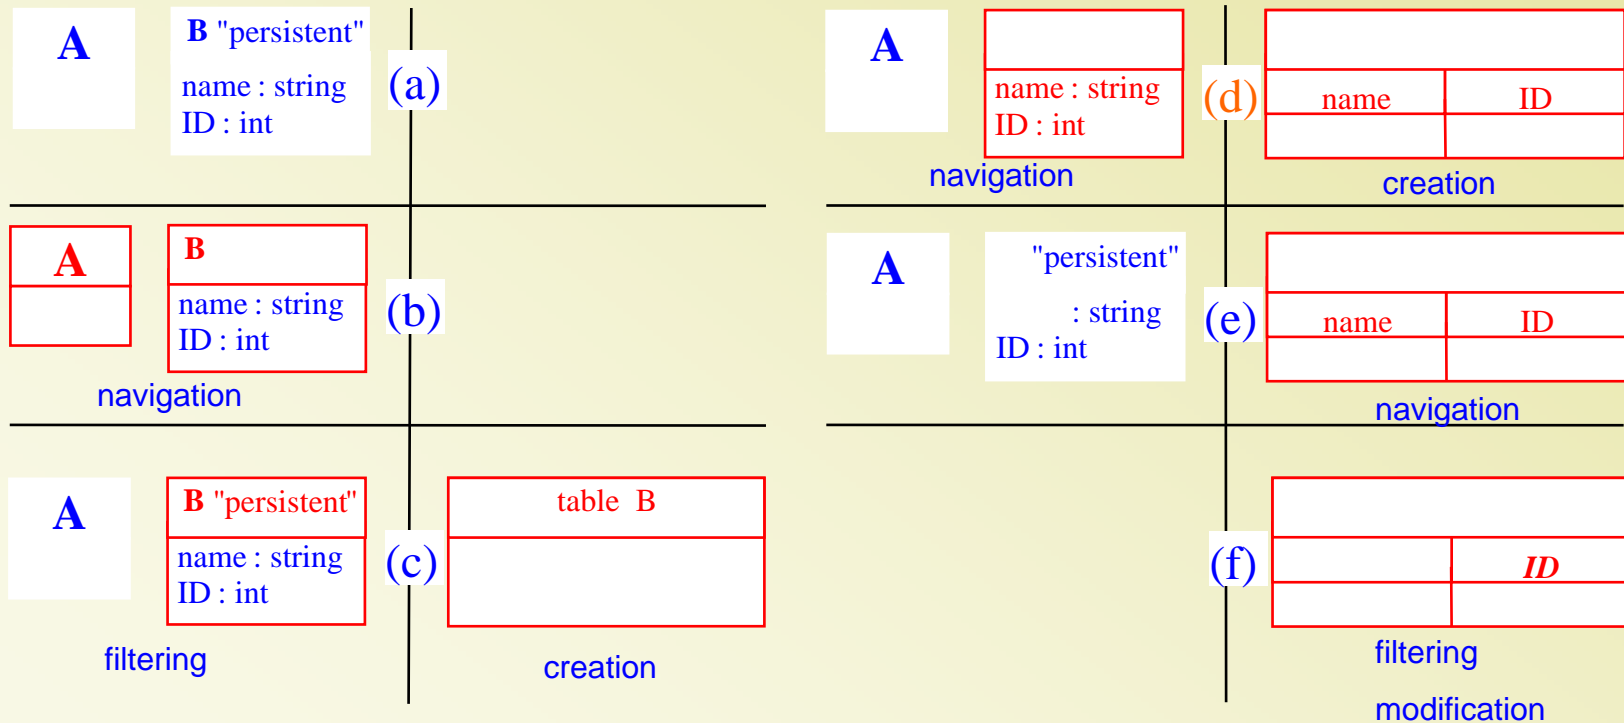 A
B "persistent"
name : string
ID : int
(a)
A
B
name : string
ID : int
(b)
navigation
A
B "persistent"
name : string
ID : int
(c)
table B
filtering
creation
A
name : string
ID : int
(d)
name ID
navigation
creation
A
"persistent"
: string
ID : int
(e)
name ID
navigation
(f)
ID
filtering
modification